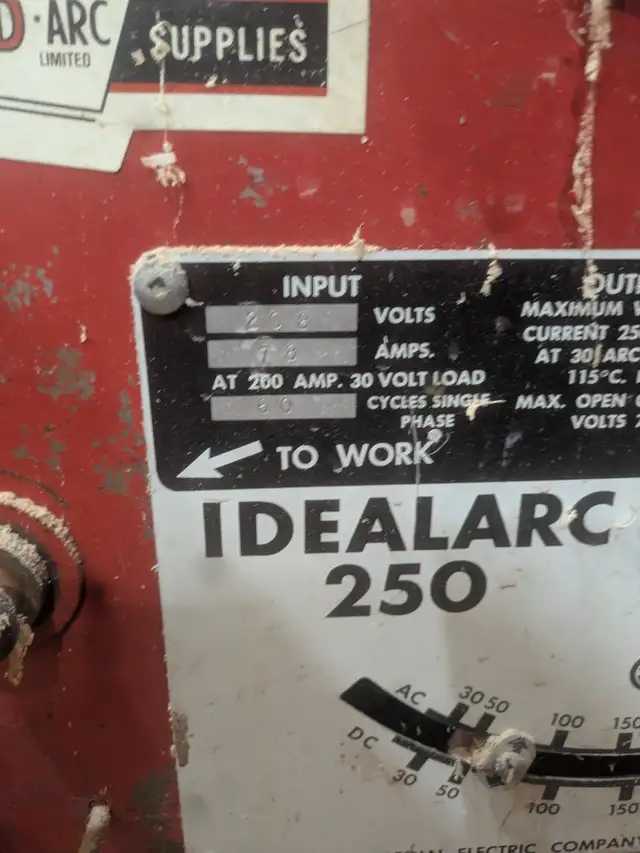 D·ARC
LIMITED
SUPPLIES
INPUT
208 VOLTS
78 AMPS.
AT 200 AMP. 30 VOLT LOAD
60 CYCLES SINGLE
PHASE
TO WORK
OUT
MAXIMUM
CURRENT 25
AT 30 ARC
115°C.
MAX. OPEN
VOLTS
IDEALARC
250
AC 30 50 100 150
DC 30 50 100 150
ELECTRIC COMPANY